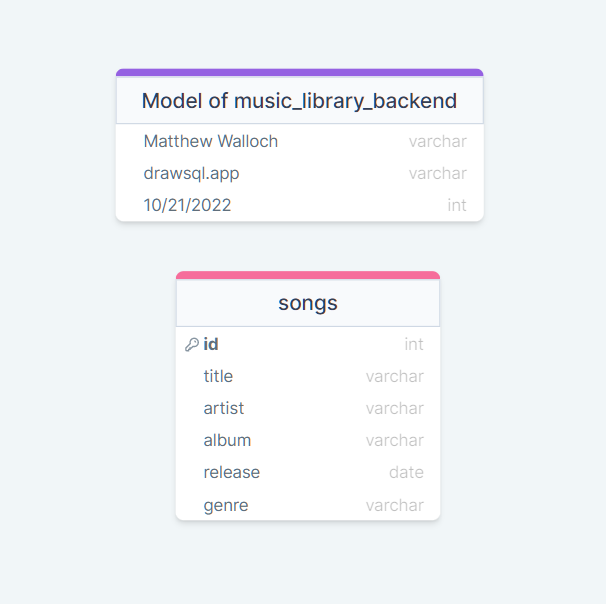 Model of music_library_backend
Matthew Walloch varchar
drawsql.app varchar
10/21/2022 int
songs
id int
title varchar
artist varchar
album varchar
release date
genre varchar